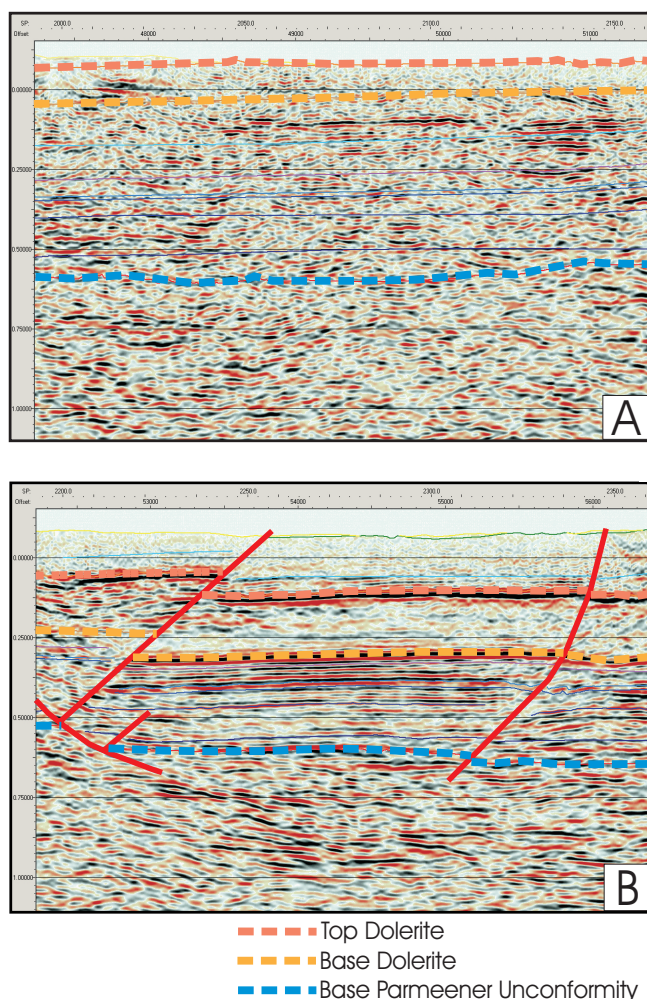 SP: 2000.0 2050.0 2100.0 2150.0
Offset: 48000 49000 50000 51000
0.00000
0.25000
0.50000
0.75000
1.00000
A
SP: 2200.0 2250.0 2300.0 2350.0
Offset: 53000 54000 55000 56000
0.00000
0.25000
0.50000
0.75000
1.00000
B
Top Dolerite
Base Dolerite
Base Parmeener Unconformity